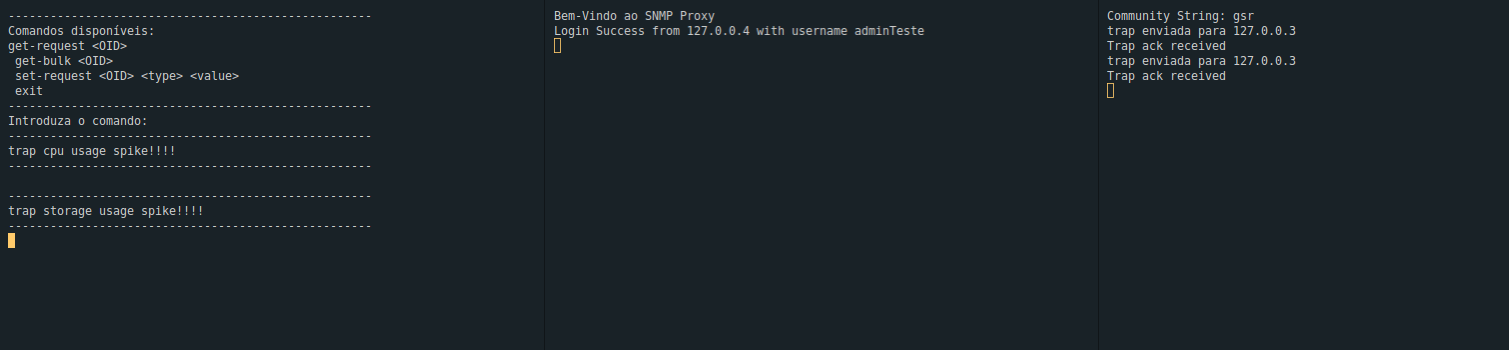 ----------------------------------------------------
Comandos disponíveis:
get-request <OID>
 get-bulk <OID>
 set-request <OID> <type> <value>
 exit
----------------------------------------------------
Introduza o comando:
----------------------------------------------------
trap cpu usage spike!!!!
----------------------------------------------------

----------------------------------------------------
trap storage usage spike!!!!
----------------------------------------------------
Bem-Vindo ao SNMP Proxy
Login Success from 127.0.0.4 with username adminTeste
Community String: gsr
trap enviada para 127.0.0.3
Trap ack received
trap enviada para 127.0.0.3
Trap ack received